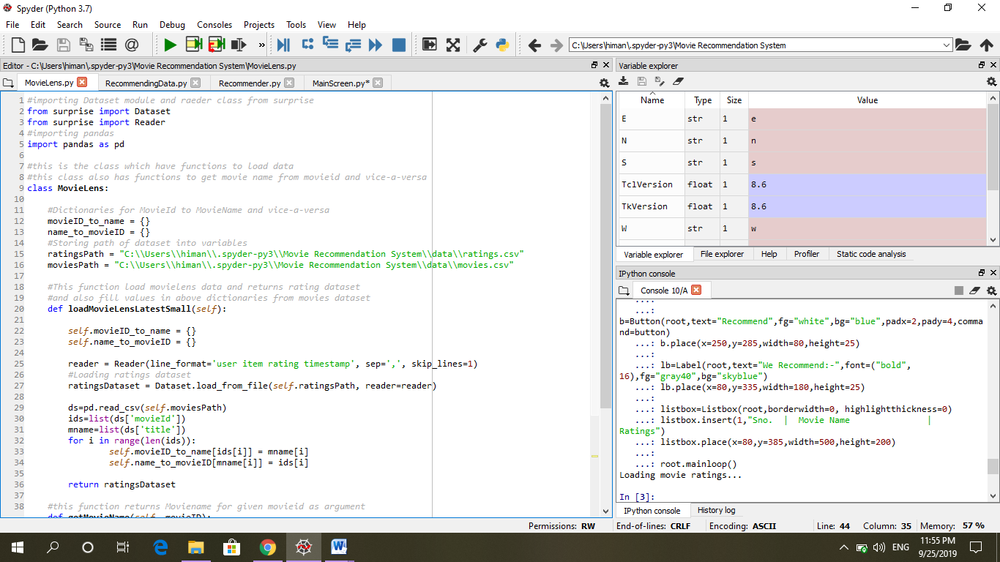 Spyder (Python 3.7)
File Edit Search Source Run Debug Consoles Projects Tools View Help
C:\Users\himan\.spyder-py3\Movie Recommendation System
Editor - C:\Users\himan\.spyder-py3\Movie Recommendation System\MovieLens.py
MovieLens.py RecommendingData.py Recommender.py MainScreen.py*
1 #importing Dataset module and raeder class from surprise
2 from surprise import Dataset
3 from surprise import Reader
4 #importing pandas
5 import pandas as pd
6
7 #this is the class which have functions to load data
8 #this class also has functions to get movie name from movieid and vice-a-versa
9 class MovieLens:
10
11 #Dictionaries for MovieId to MovieName and vice-a-versa
12 movieID_to_name = {}
13 name_to_movieID = {}
14 #Storing path of dataset into variables
15 ratingsPath = "C:\\Users\\himan\\.spyder-py3\\Movie Recommendation System\\data\\ratings.csv"
16 moviesPath = "C:\\Users\\himan\\.spyder-py3\\Movie Recommendation System\\data\\movies.csv"
17
18 #This function load movielens data and returns rating dataset
19 #and also fill values in above dictionaries from movies dataset
20 def loadMovieLensLatestSmall(self):
21
22 self.movieID_to_name = {}
23 self.name_to_movieID = {}
24
25 reader = Reader(line_format='user item rating timestamp', sep=',', skip_lines=1)
26 #Loading ratings dataset
27 ratingsDataset = Dataset.load_from_file(self.ratingsPath, reader=reader)
28
29 ds=pd.read_csv(self.moviesPath)
30 ids=list(ds['movieId'])
31 mname=list(ds['title'])
32 for i in range(len(ids)):
33 self.movieID_to_name[ids[i]] = mname[i]
34 self.name_to_movieID[mname[i]] = ids[i]
35
36 return ratingsDataset
37
38 #this function returns Moviename for given movieid as argument
def getMovieName(self, movieID):
Variable explorer
Name Type Size Value
E str 1 e
N str 1 n
S str 1 s
TclVersion float 1 8.6
TkVersion float 1 8.6
W str 1 w
Variable explorer File explorer Help Profiler Static code analysis
IPython console
Console 10/A
...:
...:
b=Button(root,text="Recommend",fg="white",bg="blue",padx=2,pady=4,comma
nd=button)
...: b.place(x=250,y=285,width=80,height=25)
...:
...: lb=Label(root,text="We Recommend:-",font=("bold",
16),fg="gray40",bg="skyblue")
...: lb.place(x=80,y=335,width=180,height=25)
...:
...: listbox=Listbox(root,borderwidth=0, highlightthickness=0)
...: listbox.insert(1,"Sno. | Movie Name |
Ratings")
...: listbox.place(x=80,y=385,width=500,height=200)
...:
...: root.mainloop()
Loading movie ratings...
In [3]:
IPython console History log
Permissions: RW End-of-lines: CRLF Encoding: ASCII Line: 44 Column: 35 Memory: 57 %
ENG
11:55 PM
9/25/2019